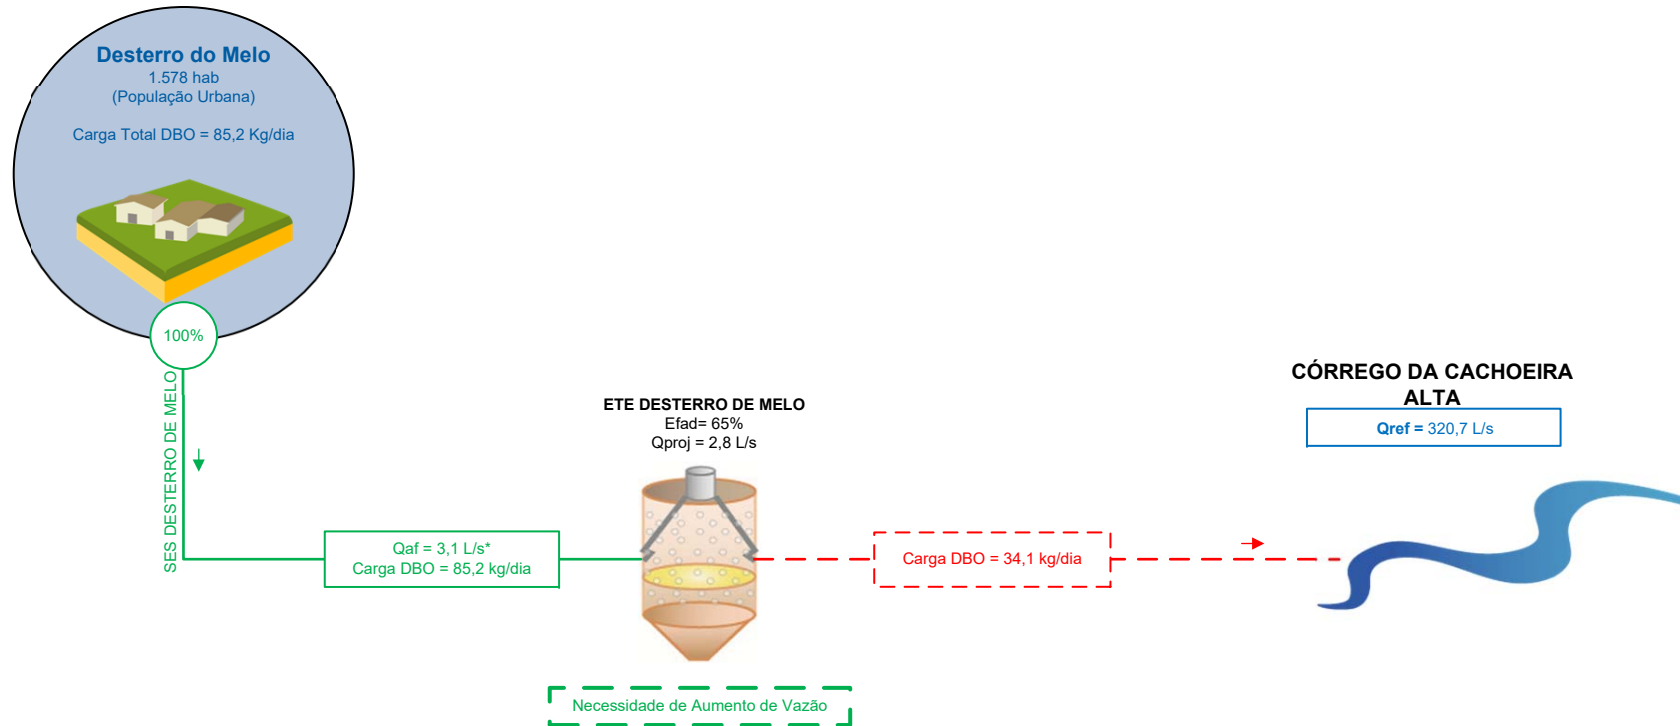 Desterro do Melo
1.578 hab
(População Urbana)
Carga Total DBO = 85,2 Kg/dia
100%
SES DESTERRO DE MELO
Qaf = 3,1 L/s*
Carga DBO = 85,2 kg/dia
ETE DESTERRO DE MELO
Efad= 65%
Qproj = 2,8 L/s
Necessidade de Aumento de Vazão
Carga DBO = 34,1 kg/dia
CÓRREGO DA CACHOEIRA
ALTA
Qref = 320,7 L/s